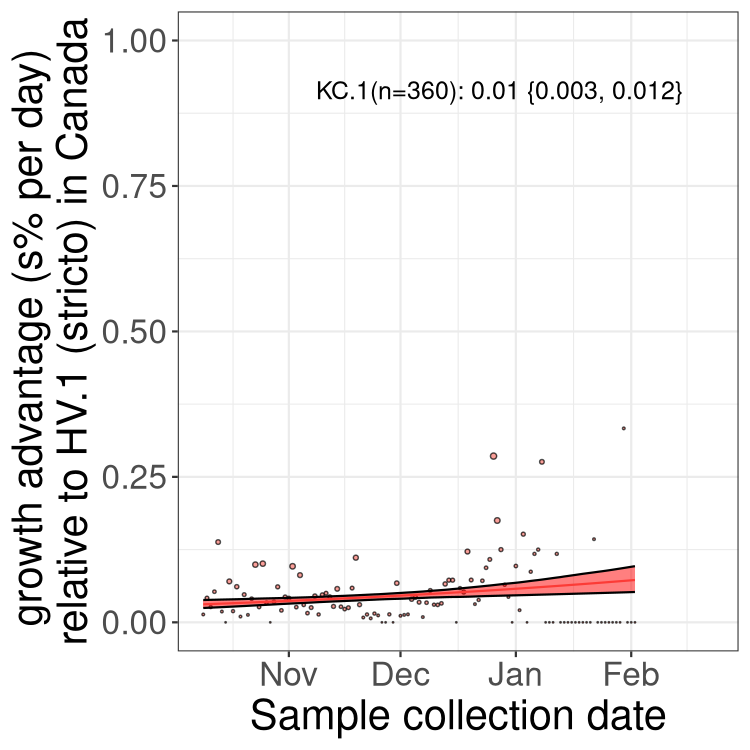 growth advantage (s% per day)
relative to HV.1 (stricto) in Canada
1.00
0.75
0.50
0.25
0.00
KC.1(n=360): 0.01 {0.003, 0.012}
Nov
Dec
Jan
Feb
Sample collection date